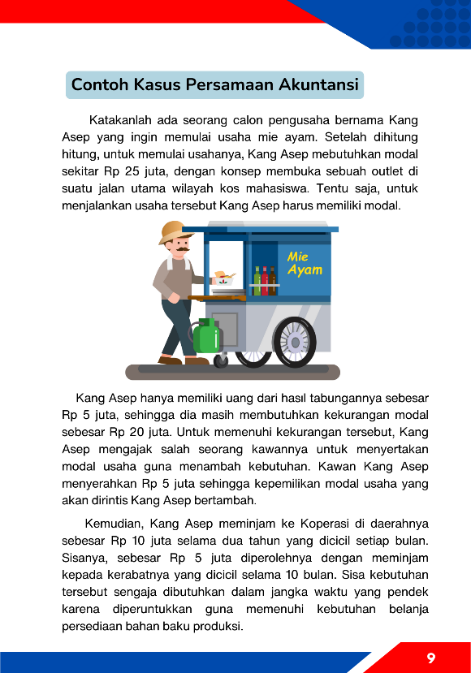 Contoh Kasus Persamaan Akuntansi
Katakanlah ada seorang calon pengusaha bernama Kang
Asep yang ingin memulai usaha mie ayam. Setelah dihitung
hitung, untuk memulai usahanya, Kang Asep mebutuhkan modal
sekitar Rp 25 juta, dengan konsep membuka sebuah outlet di
suatu jalan utama wilayah kos mahasiswa. Tentu saja, untuk
menjalankan usaha tersebut Kang Asep harus memiliki modal.
Mie
Ayam
Kang Asep hanya memiliki uang dari hasil tabungannya sebesar
Rp 5 juta, sehingga dia masih membutuhkan kekurangan modal
sebesar Rp 20 juta. Untuk memenuhi kekurangan tersebut, Kang
Asep mengajak salah seorang kawannya untuk menyertakan
modal usaha guna menambah kebutuhan. Kawan Kang Asep
menyerahkan Rp 5 juta sehingga kepemilikan modal usaha yang
akan dirintis Kang Asep bertambah.
Kemudian, Kang Asep meminjam ke Koperasi di daerahnya
sebesar Rp 10 juta selama dua tahun yang dicicil setiap bulan.
Sisanya, sebesar Rp 5 juta diperolehnya dengan meminjam
kepada kerabatnya yang dicicil selama 10 bulan. Sisa kebutuhan
tersebut sengaja dibutuhkan dalam jangka waktu yang pendek
karena diperuntukkan guna memenuhi kebutuhan belanja
persediaan bahan baku produksi.
9